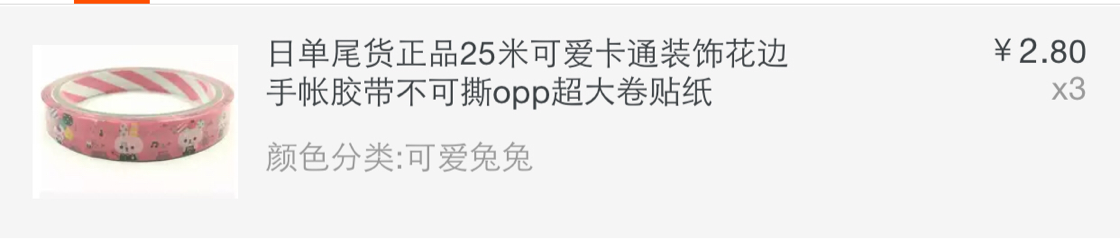 日单尾货正品25米可爱卡通装饰花边
手帐胶带不可撕opp超大卷贴纸
颜色分类:可爱兔兔
￥2.80
x3